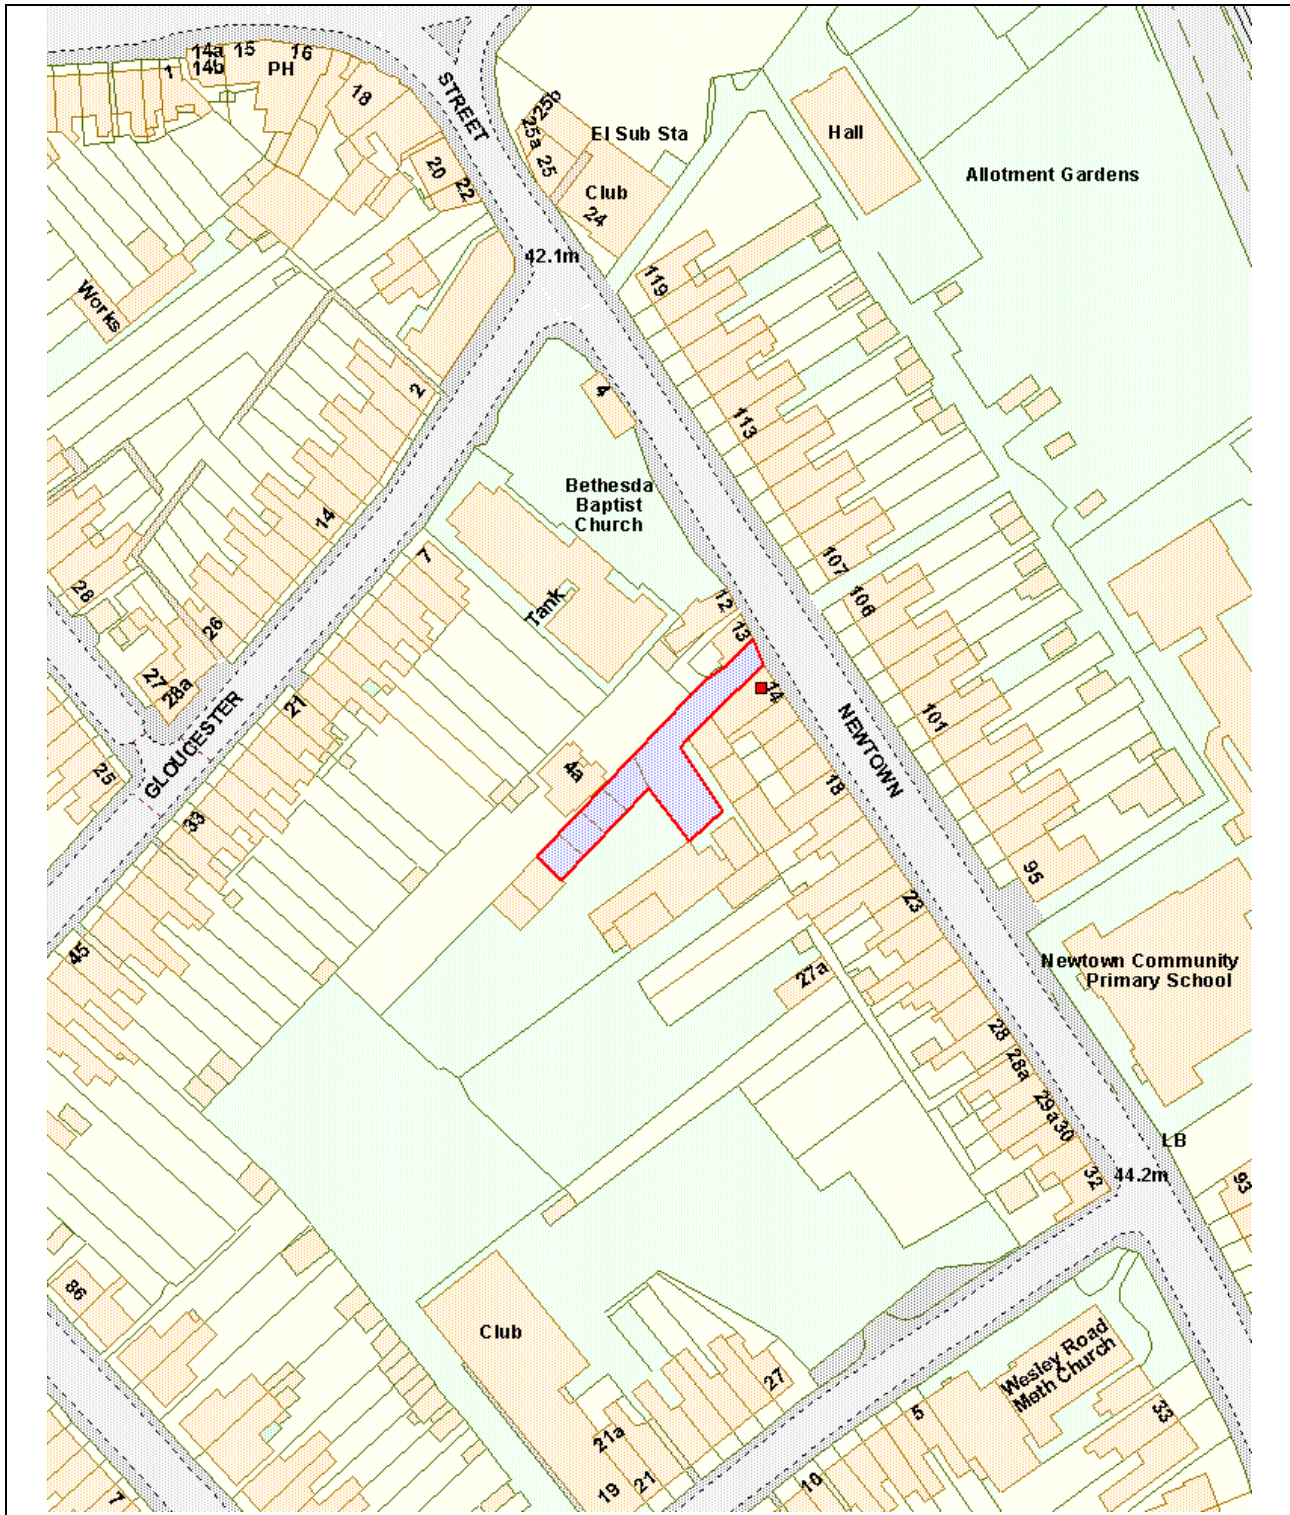 14a
14b
15
16
PH
1
18
STREET
20
22
25b
25a
25
El Sub Sta
Club
24
Hall
Allotment Gardens
42.1m
119
Works
2
4
113
Bethesda
Baptist
Church
14
7
107
106
Tank
12
13
28
26
27
28a
21
14
GLOUCESTER
NEWTOWN
101
25
4a
18
33
95
23
45
27a
Newtown Community
Primary School
28
28a
29a
30
LB
32
44.2m
93
86
Club
27
Wesley Road
Meth Church
5
33
21a
19
21
10
7